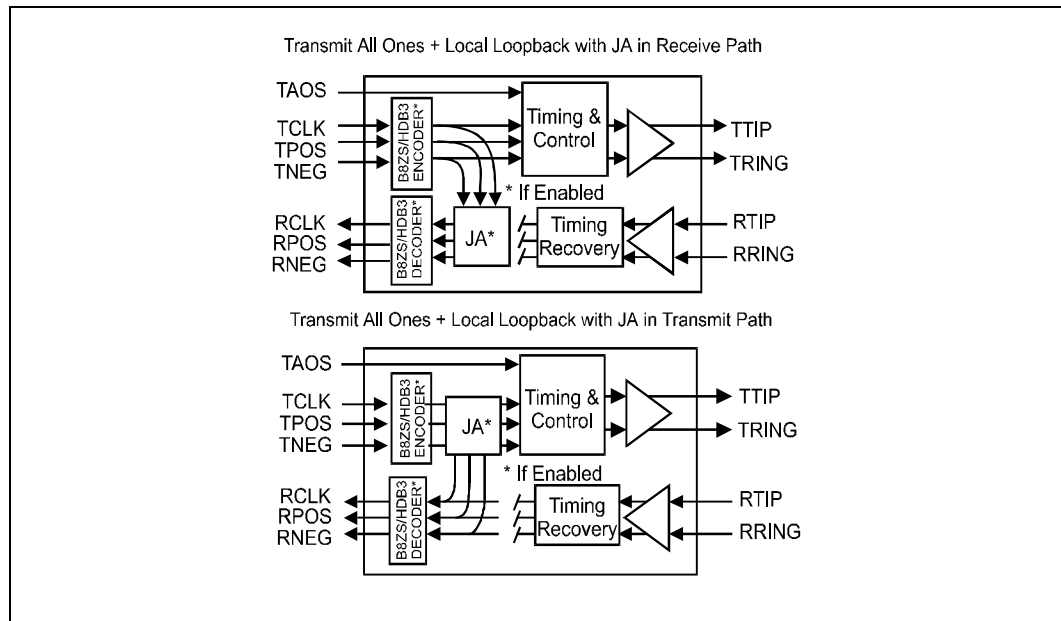 Transmit All Ones + Local Loopback with JA in Receive Path
TAOS
TCLK
TPOS
TNEG
B8ZS/HDB3
ENCODER*
Timing &
Control
TTIP
TRING
* If Enabled
RCLK
RPOS
RNEG
B8ZS/HDB3
DECODER*
JA*
Timing
Recovery
RTIP
RRING
Transmit All Ones + Local Loopback with JA in Transmit Path
TAOS
TCLK
TPOS
TNEG
B8ZS/HDB3
ENCODER*
JA*
Timing &
Control
TTIP
TRING
* If Enabled
RCLK
RPOS
RNEG
B8ZS/HDB3
DECODER*
Timing
Recovery
RTIP
RRING